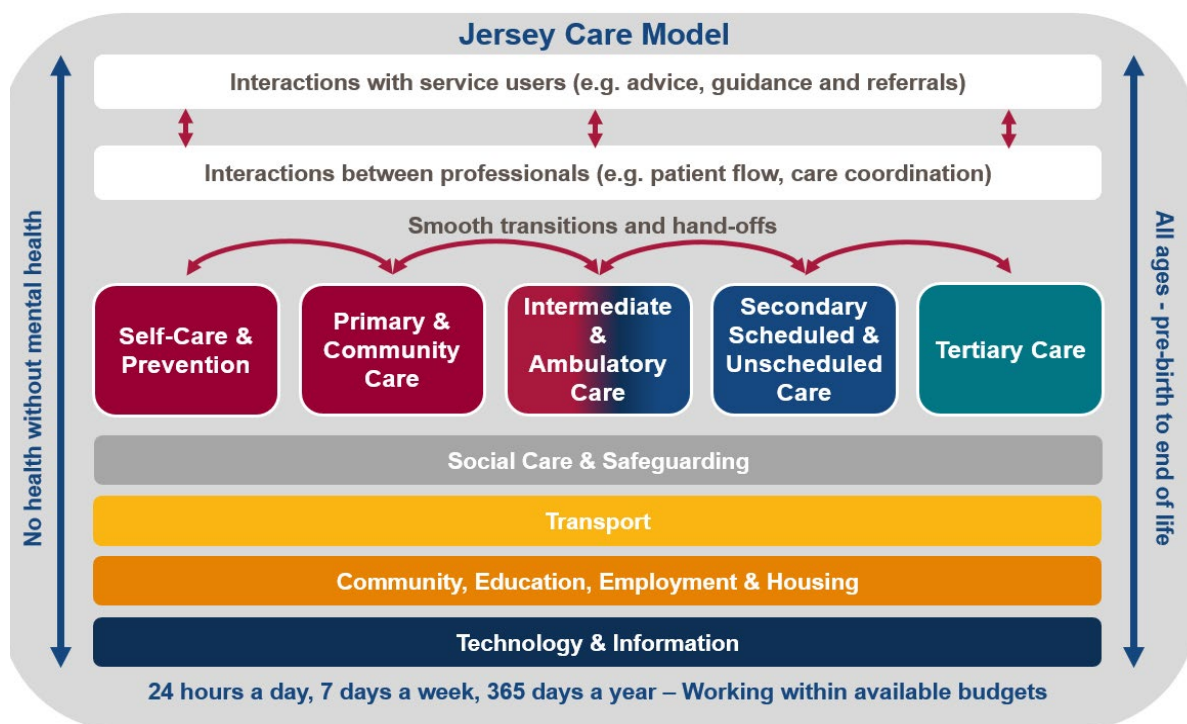 Jersey Care Model
Interactions with service users (e.g. advice, guidance and referrals)
Interactions between professionals (e.g. patient flow, care coordination)
Smooth transitions and hand-offs
No health without mental health
Self-Care &
Prevention
Primary &
Community
Care
Intermediate
&
Ambulatory
Care
Secondary
Scheduled &
Unscheduled
Care
Tertiary Care
All ages - pre-birth to end of life
Social Care & Safeguarding
Transport
Community, Education, Employment & Housing
Technology & Information
24 hours a day, 7 days a week, 365 days a year – Working within available budgets